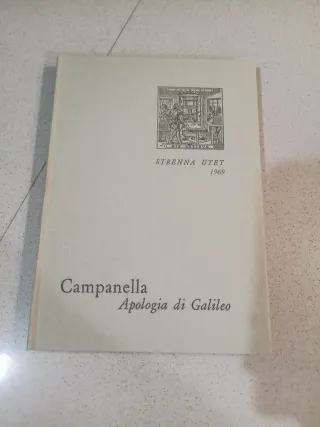 STRENNA UTET
1969
Campanella
Apologia di Galileo